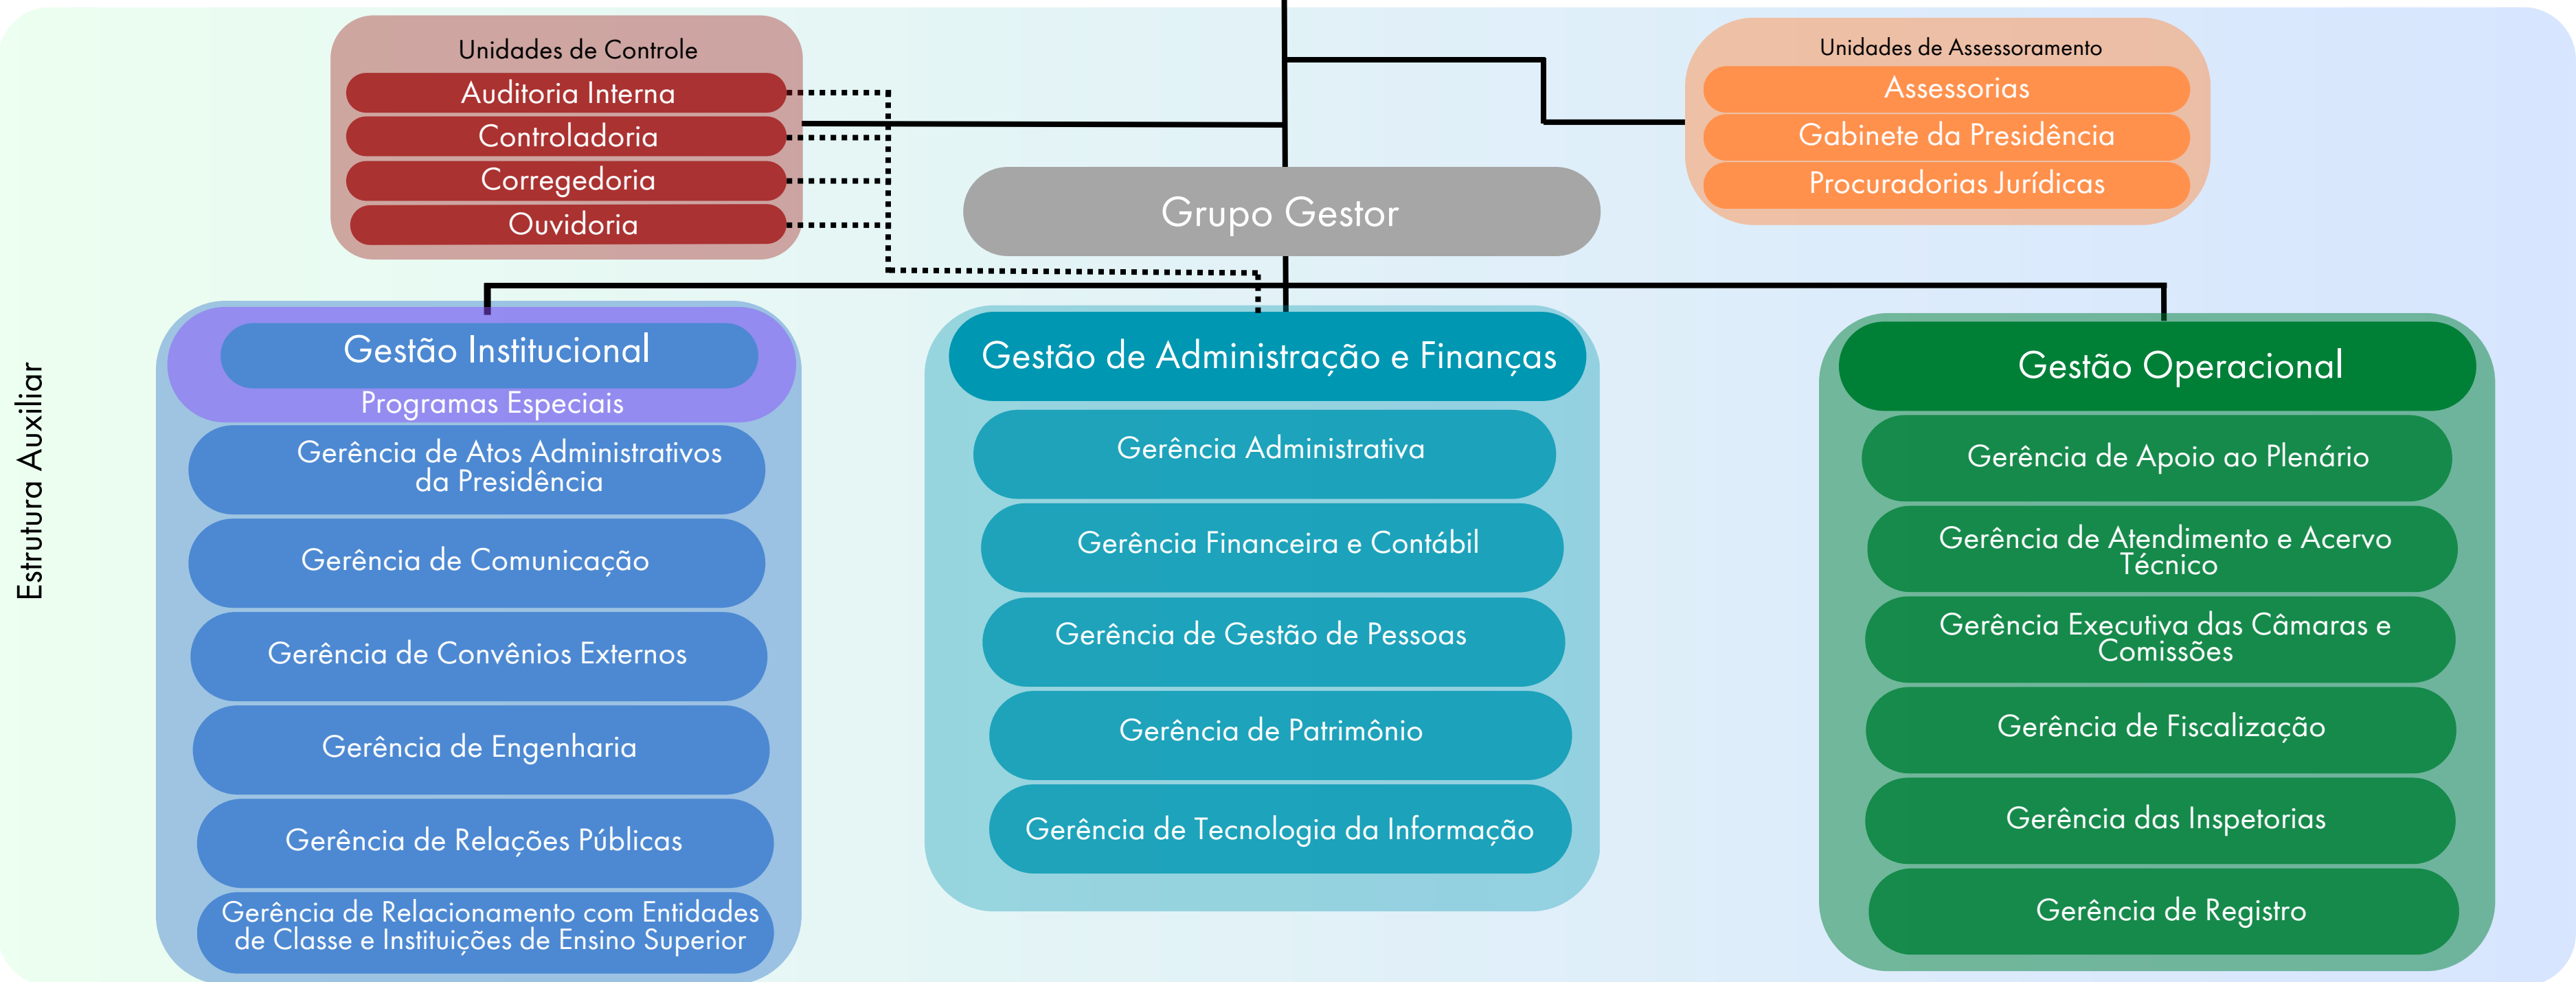 Estrutura Auxiliar
Unidades de Controle
Auditoria Interna
Controladoria
Corregedoria
Ouvidoria
Unidades de Assessoramento
Assessorias
Gabinete da Presidência
Procuradorias Jurídicas
Grupo Gestor
Gestão Institucional
Programas Especiais
Gerência de Atos Administrativos
da Presidência
Gerência de Comunicação
Gerência de Convênios Externos
Gerência de Engenharia
Gerência de Relações Públicas
Gerência de Relacionamento com Entidades
de Classe e Instituições de Ensino Superior
Gestão de Administração e Finanças
Gerência Administrativa
Gerência Financeira e Contábil
Gerência de Gestão de Pessoas
Gerência de Patrimônio
Gerência de Tecnologia da Informação
Gestão Operacional
Gerência de Apoio ao Plenário
Gerência de Atendimento e Acervo
Técnico
Gerência Executiva das Câmaras e
Comissões
Gerência de Fiscalização
Gerência das Inspetorias
Gerência de Registro